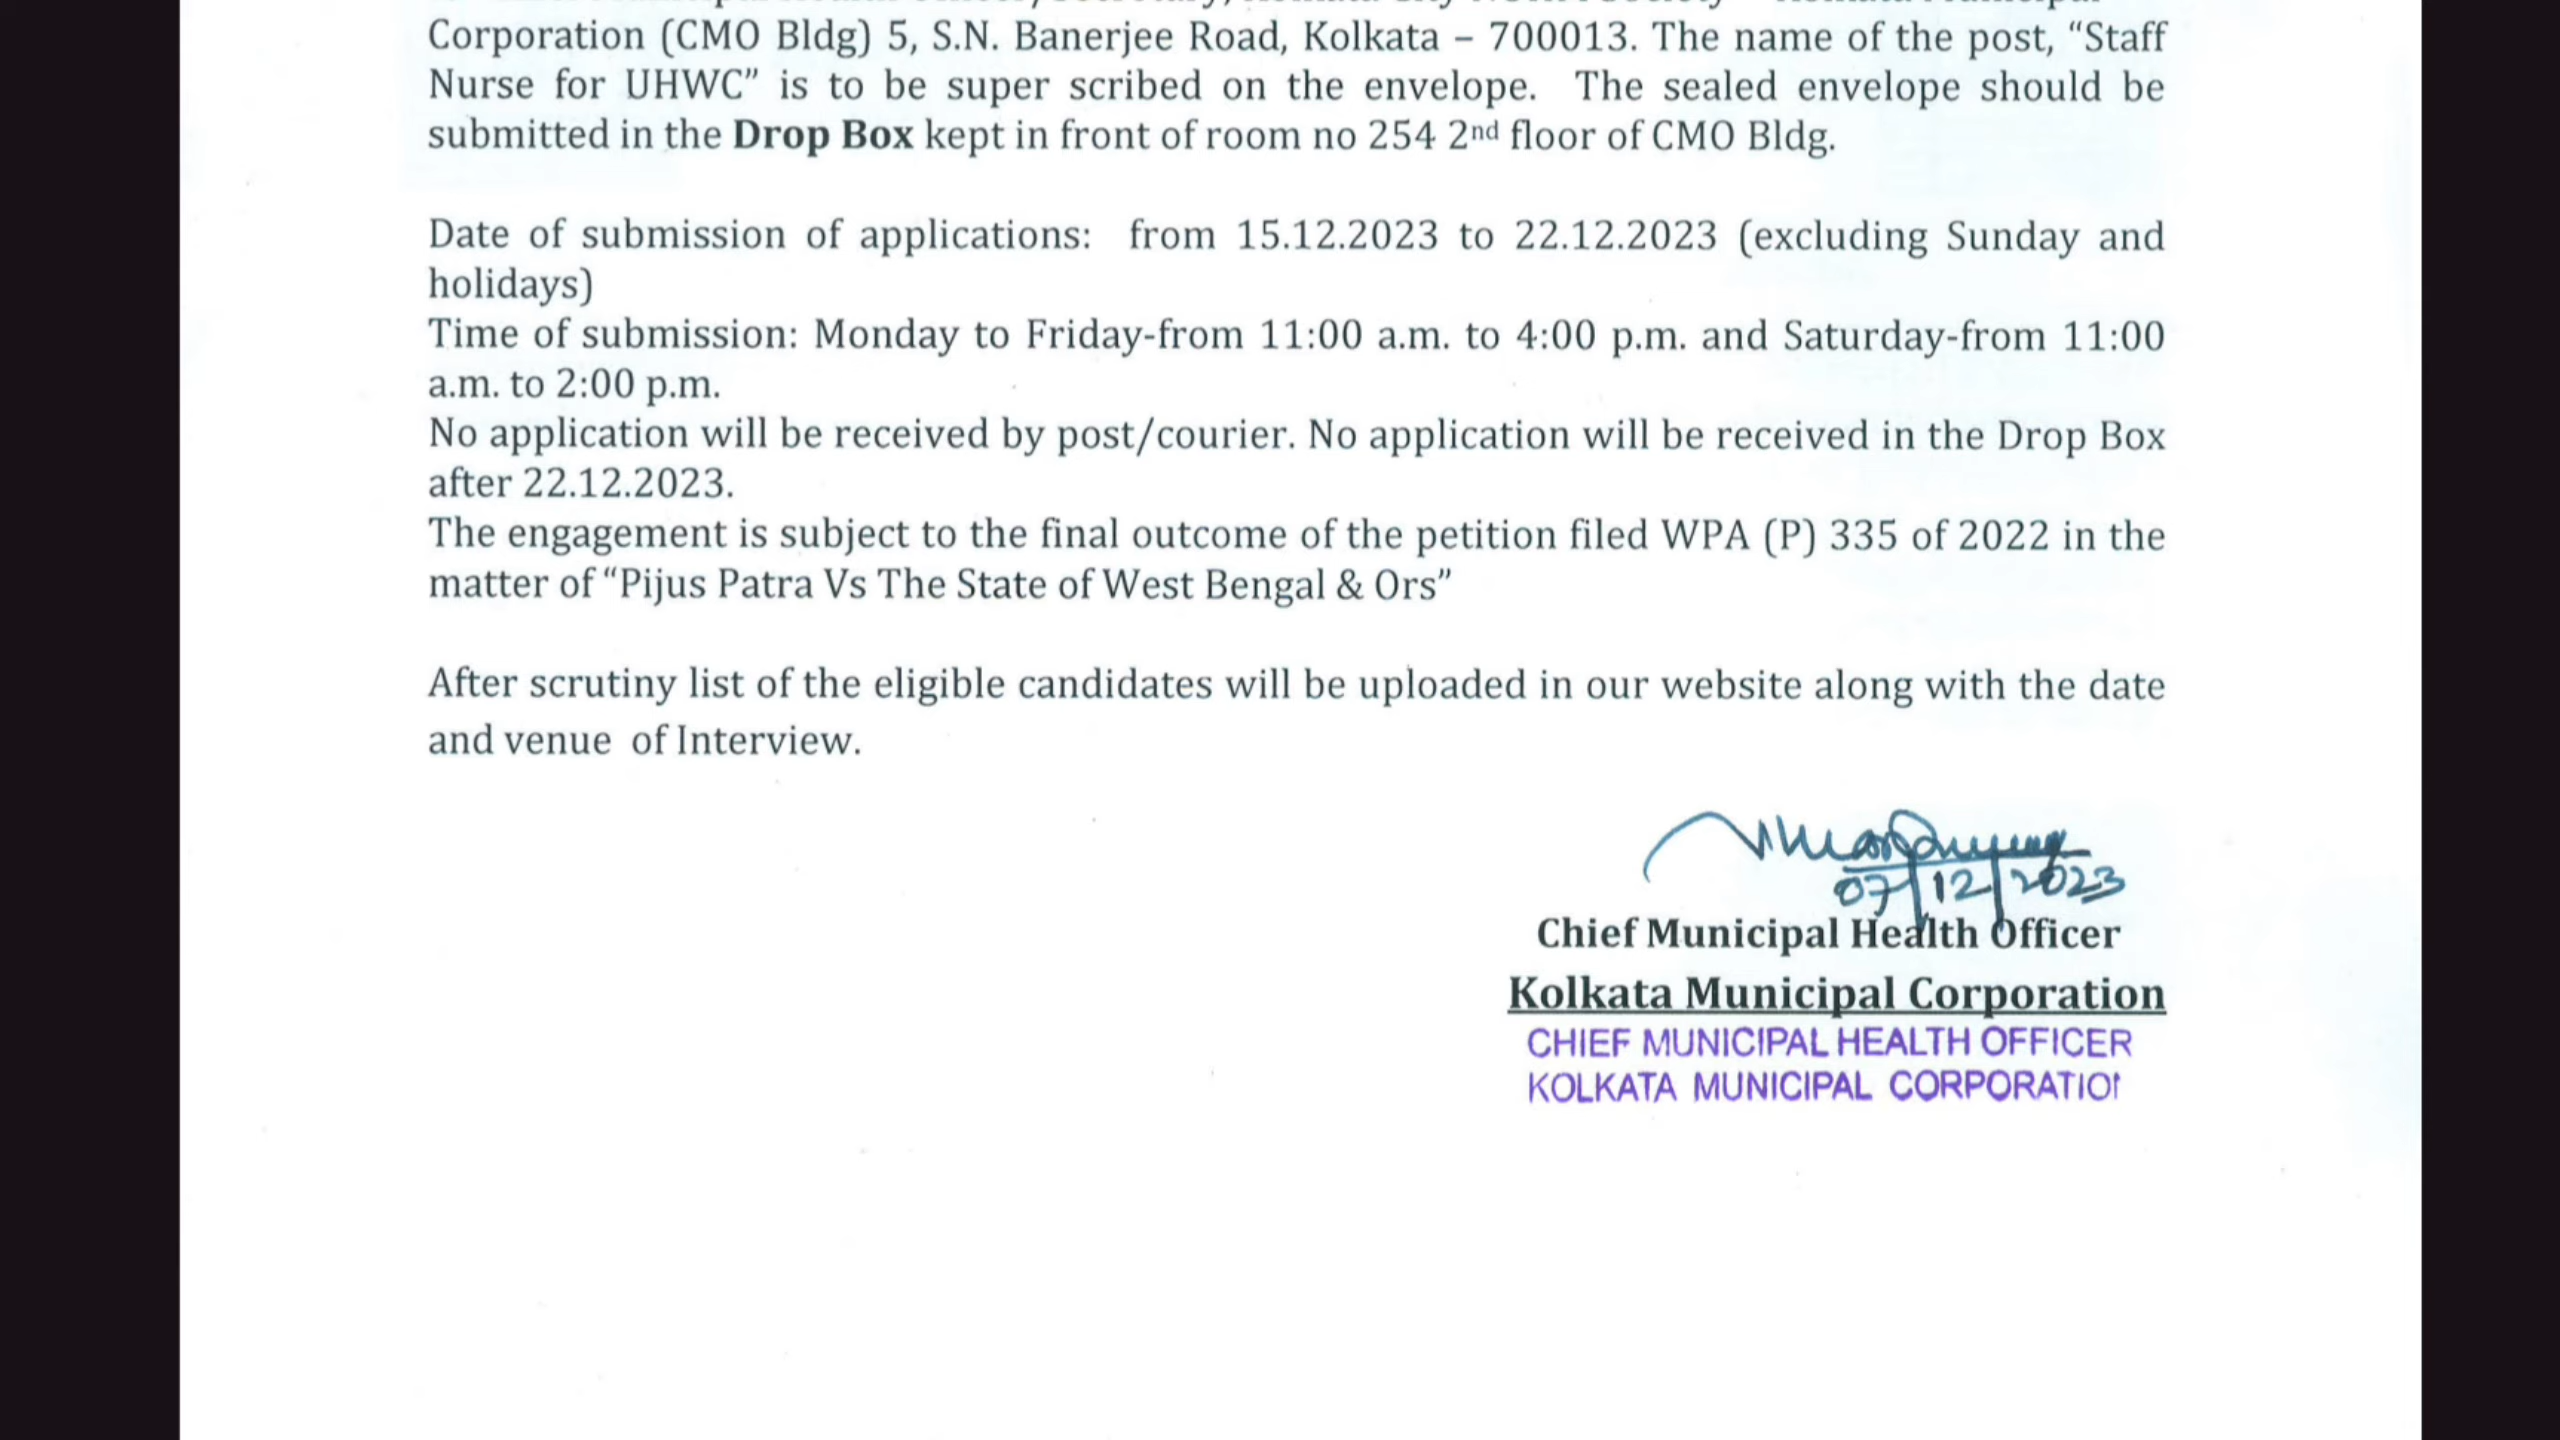 Corporation (CMO Bldg) 5, S.N. Banerjee Road, Kolkata – 700013. The name of the post, “Staff
Nurse for UHWC” is to be super scribed on the envelope. The sealed envelope should be
submitted in the Drop Box kept in front of room no 254 2nd floor of CMO Bldg.
Date of submission of applications: from 15.12.2023 to 22.12.2023 (excluding Sunday and
holidays)
Time of submission: Monday to Friday-from 11:00 a.m. to 4:00 p.m. and Saturday-from 11:00
a.m. to 2:00 p.m.
No application will be received by post/courier. No application will be received in the Drop Box
after 22.12.2023.
The engagement is subject to the final outcome of the petition filed WPA (P) 335 of 2022 in the
matter of “Pijus Patra Vs The State of West Bengal & Ors”
After scrutiny list of the eligible candidates will be uploaded in our website along with the date
and venue of Interview.
07/12/2023
Chief Municipal Health Officer
Kolkata Municipal Corporation
CHIEF MUNICIPAL HEALTH OFFICER
KOLKATA MUNICIPAL CORPORATION